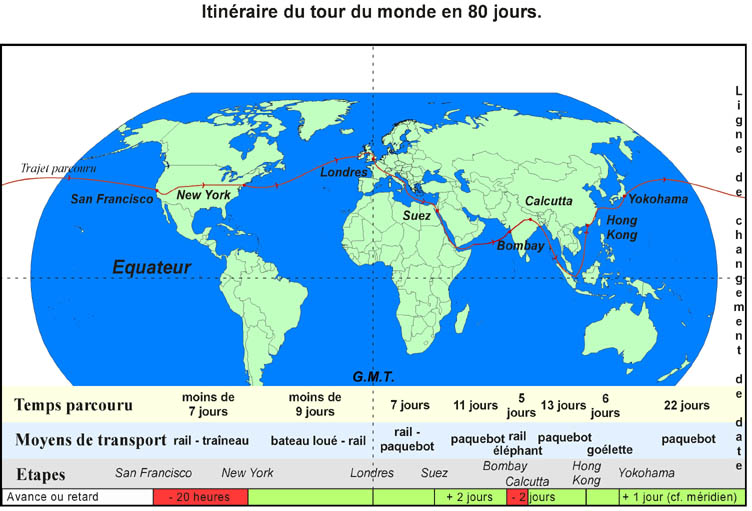 Itinéraire du tour du monde en 80 jours.
Trajet parcouru
San Francisco
New York
Londres
Suez
Bombay
Calcutta
Hong
Kong
Yokohama
Equateur
G.M.T.
Ligne de changement de date
Temps parcouru
moins de
7 jours
moins de
9 jours
7 jours
11 jours
5
jours
13 jours
6
jours
22 jours
Moyens de transport
rail - traîneau
bateau loué - rail
rail -
paquebot
paquebot
rail
éléphant
paquebot
goélette
paquebot
Etapes
San Francisco
New York
Londres
Suez
Bombay
Calcutta
Hong
Kong
Yokohama
Avance ou retard
- 20 heures
+ 2 jours
- 2 jours
+ 1 jour (cf. méridien)